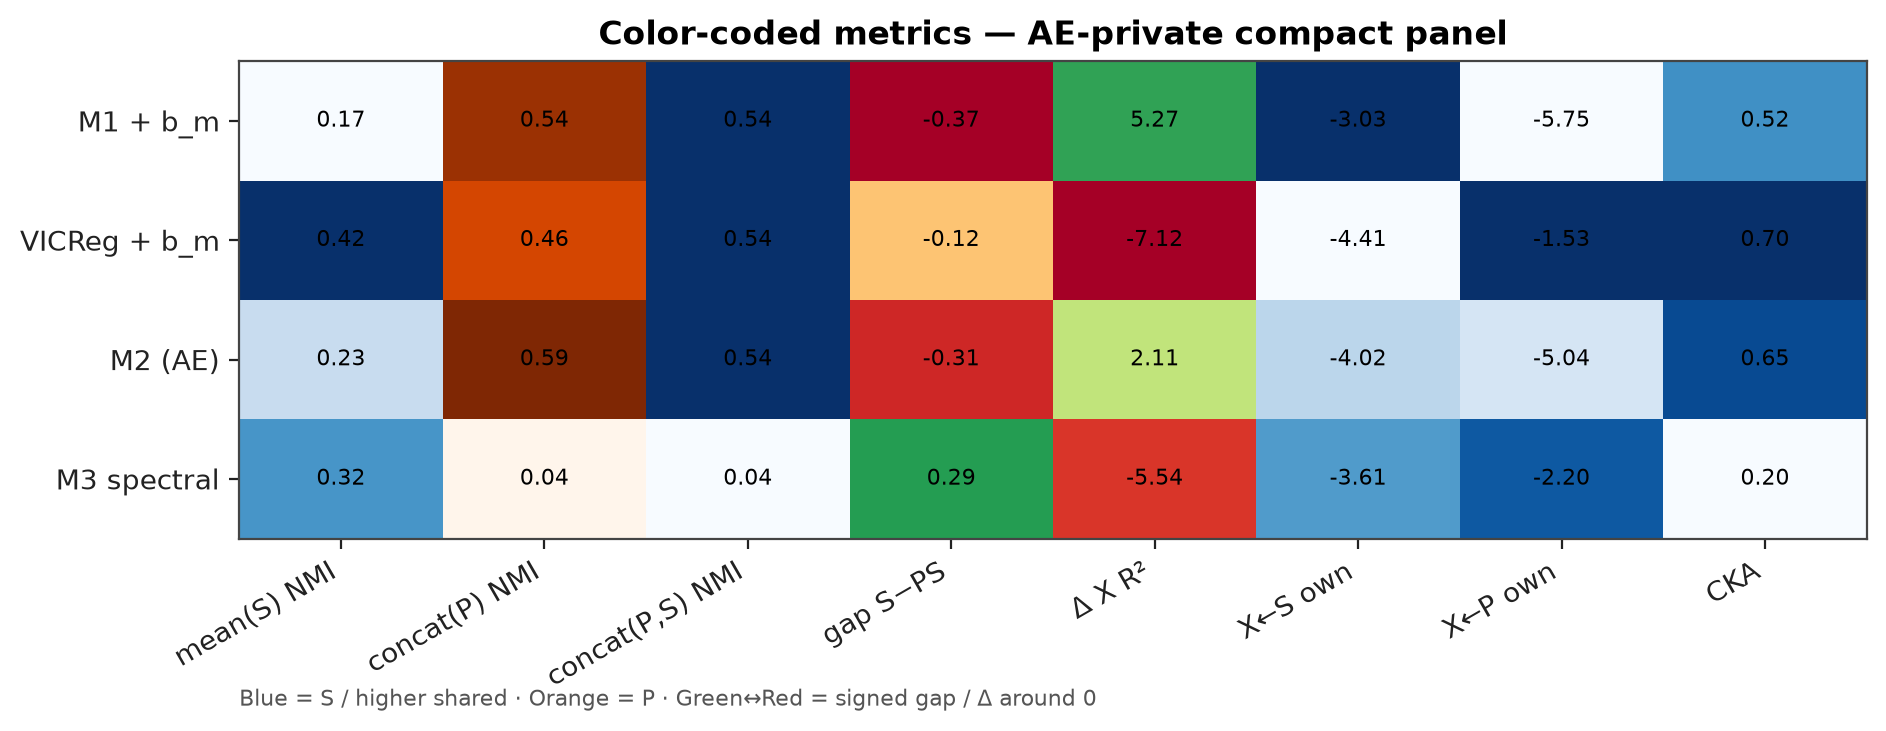 Color-coded metrics — AE-private compact panel
M1 + b_m 0.17 0.54 0.54 -0.37 5.27 -3.03 -5.75 0.52
VICReg + b_m 0.42 0.46 0.54 -0.12 -7.12 -4.41 -1.53 0.70
M2 (AE) 0.23 0.59 0.54 -0.31 2.11 -4.02 -5.04 0.65
M3 spectral 0.32 0.04 0.04 0.29 -5.54 -3.61 -2.20 0.20
mean(S) NMI concat(P) NMI concat(P,S) NMI gap S−PS Δ X R² X←S own X←P own CKA
Blue = S / higher shared · Orange = P · Green↔Red = signed gap / Δ around 0